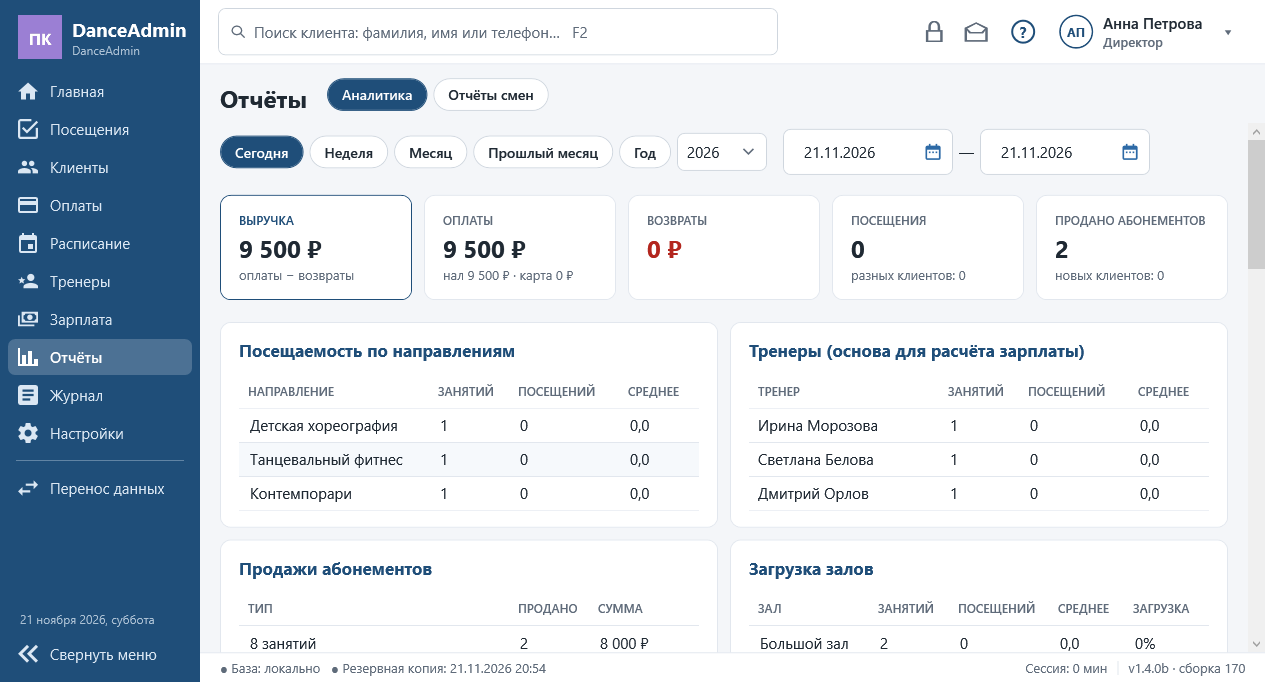 ПК
DanceAdmin
DanceAdmin
Главная
Посещения
Клиенты
Оплаты
Расписание
Тренеры
Зарплата
Отчёты
Журнал
Настройки
Перенос данных
21 ноября 2026, суббота
Свернуть меню
Поиск клиента: фамилия, имя или телефон... F2
?
АП
Анна Петрова
Директор
Отчёты
Аналитика
Отчёты смен
Сегодня
Неделя
Месяц
Прошлый месяц
Год
2026
21.11.2026
—
21.11.2026
ВЫРУЧКА
9 500 ₽
оплаты − возвраты
ОПЛАТЫ
9 500 ₽
нал 9 500 ₽ · карта 0 ₽
ВОЗВРАТЫ
0 ₽
ПОСЕЩЕНИЯ
0
разных клиентов: 0
ПРОДАНО АБОНЕМЕНТОВ
2
новых клиентов: 0
Посещаемость по направлениям
НАПРАВЛЕНИЕ ЗАНЯТИЙ ПОСЕЩЕНИЙ СРЕДНЕЕ
Детская хореография 1 0 0,0
Танцевальный фитнес 1 0 0,0
Контемпорари 1 0 0,0
Тренеры (основа для расчёта зарплаты)
ТРЕНЕР ЗАНЯТИЙ ПОСЕЩЕНИЙ СРЕДНЕЕ
Ирина Морозова 1 0 0,0
Светлана Белова 1 0 0,0
Дмитрий Орлов 1 0 0,0
Продажи абонементов
ТИП ПРОДАНО СУММА
8 занятий 2 8 000 ₽
Загрузка залов
ЗАЛ ЗАНЯТИЙ ПОСЕЩЕНИЙ СРЕДНЕЕ ЗАГРУЗКА
Большой зал 2 0 0,0 0%
● База: локально ● Резервная копия: 21.11.2026 20:54
Сессия: 0 мин
v1.4.0b · сборка 170